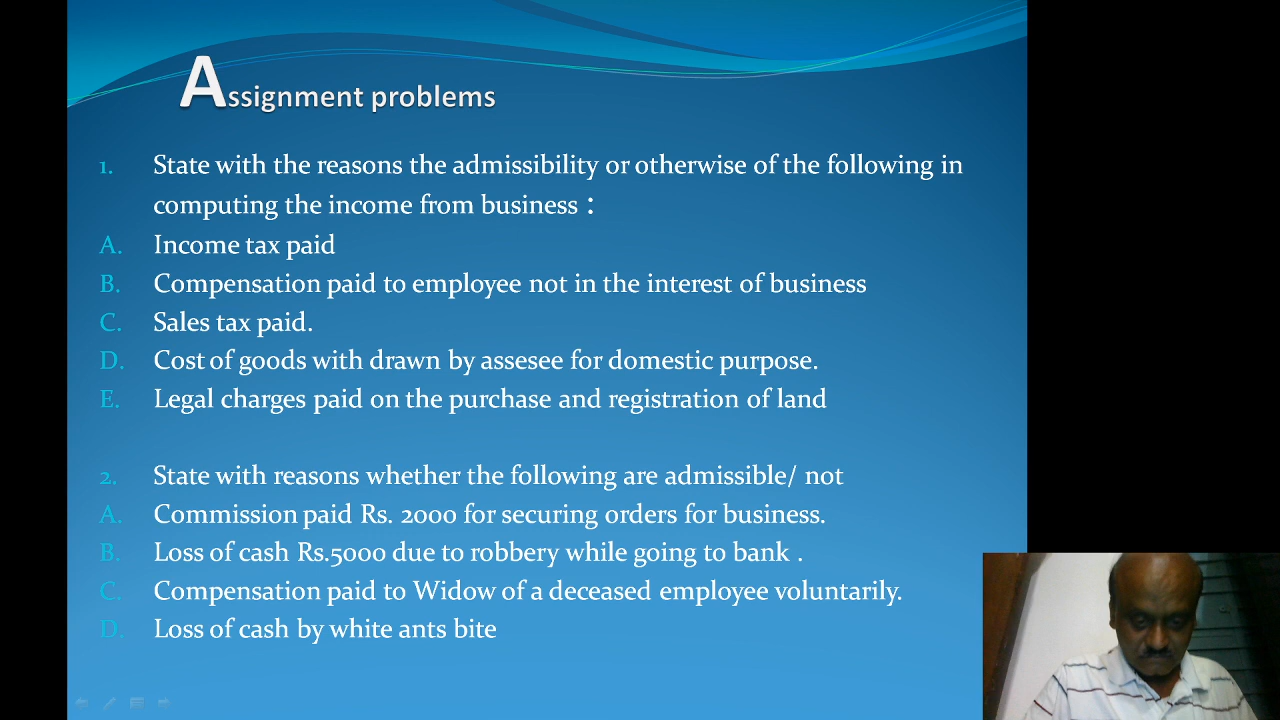 Assignment problems
1. State with the reasons the admissibility or otherwise of the following in
computing the income from business :
A. Income tax paid
B. Compensation paid to employee not in the interest of business
C. Sales tax paid.
D. Cost of goods with drawn by assesee for domestic purpose.
E. Legal charges paid on the purchase and registration of land
2. State with reasons whether the following are admissible/ not
A. Commission paid Rs. 2000 for securing orders for business.
B. Loss of cash Rs.5000 due to robbery while going to bank .
C. Compensation paid to Widow of a deceased employee voluntarily.
D. Loss of cash by white ants bite